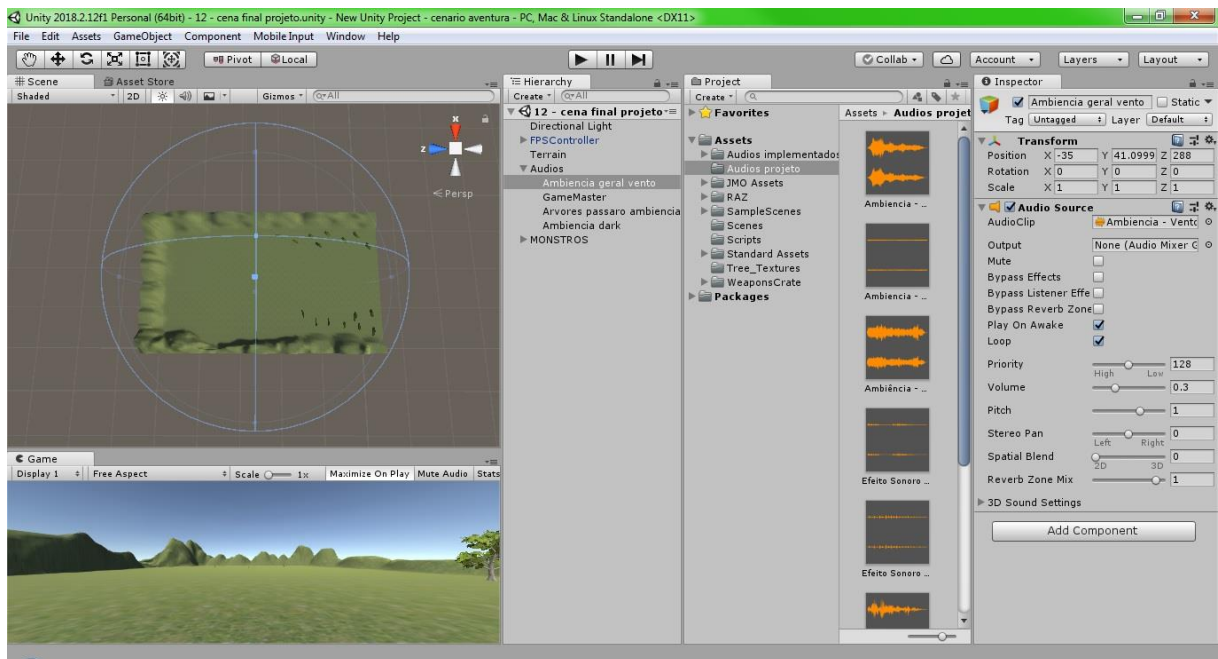 Unity 2018.2.12f1 Personal (64bit) - 12 - cena final projeto.unity - New Unity Project - cenario aventura - PC, Mac & Linux Standalone <DX11>
File Edit Assets GameObject Component Mobile Input Window Help
Pivot Local Collab Account Layers Layout
Scene Asset Store
Shaded 2D Gizmos All
x
z
Persp
Game
Display 1 Free Aspect Scale 1x Maximize On Play Mute Audio Stats
Hierarchy
Create All
12 - cena final projeto
Directional Light
FPSController
Terrain
Audios
Ambiencia geral vento
GameMaster
Arvores passaro ambiencia
Ambiencia dark
MONSTROS
Project
Create
Favorites
Assets
Audios implementados
Audios projeto
JMO Assets
RAZ
SampleScenes
Scenes
Scripts
Standard Assets
Tree_Textures
WeaponsCrate
Packages
Assets Audios projet
Ambiencia - ..
Ambiencia - ..
Ambiência - ..
Efeito Sonoro ..
Efeito Sonoro ..
Inspector
Ambiencia geral vento Static
Tag Untagged Layer Default
Transform
Position X -35 Y 41.0999 Z 288
Rotation X 0 Y 0 Z 0
Scale X 1 Y 1 Z 1
Audio Source
AudioClip Ambiencia - Vento
Output None (Audio Mixer G
Mute
Bypass Effects
Bypass Listener Effe
Bypass Reverb Zone
Play On Awake
Loop
Priority 128
High Low
Volume 0.3
Pitch 1
Stereo Pan 0
Left Right
Spatial Blend 0
2D 3D
Reverb Zone Mix 1
3D Sound Settings
Add Component